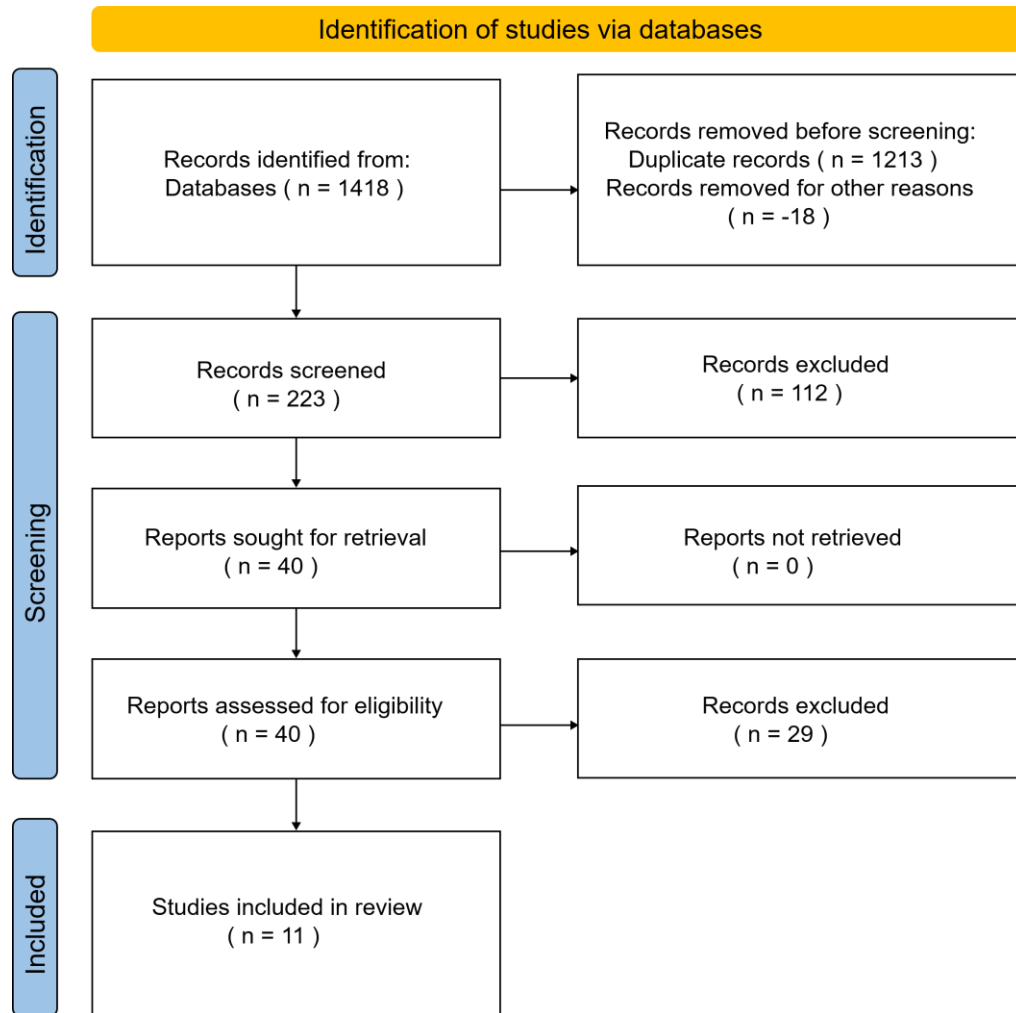 Identification of studies via databases
Identification
Records identified from:
Databases ( n = 1418 )
Records removed before screening:
Duplicate records ( n = 1213 )
Records removed for other reasons
( n = -18 )
Screening
Records screened
( n = 223 )
Records excluded
( n = 112 )
Reports sought for retrieval
( n = 40 )
Reports not retrieved
( n = 0 )
Reports assessed for eligibility
( n = 40 )
Records excluded
( n = 29 )
Included
Studies included in review
( n = 11 )